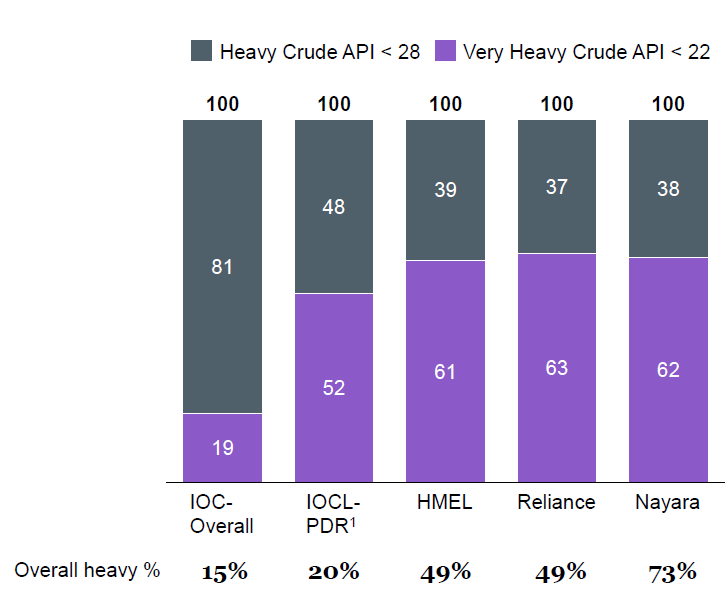 Heavy Crude API < 28 Very Heavy Crude API < 22
100 100 100 100 100
48 39 37 38
81
52 61 63 62
19
IOC-Overall IOCL-PDR¹ HMEL Reliance Nayara
Overall heavy % 15% 20% 49% 49% 73%